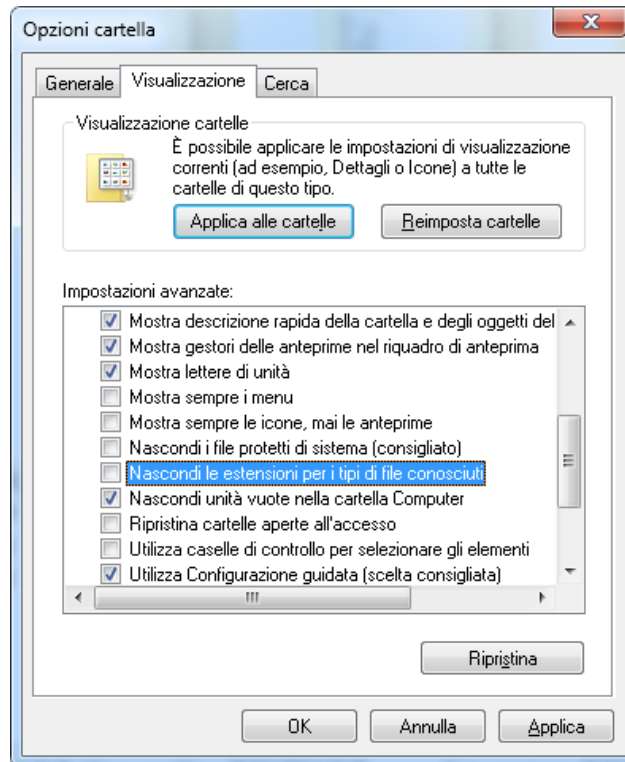 Opzioni cartella
Generale Visualizzazione Cerca
Visualizzazione cartelle
È possibile applicare le impostazioni di visualizzazione
correnti (ad esempio, Dettagli o Icone) a tutte le
cartelle di questo tipo.
Applica alle cartelle Reimposta cartelle
Impostazioni avanzate:
Mostra descrizione rapida della cartella e degli oggetti del
Mostra gestori delle anteprime nel riquadro di anteprima
Mostra lettere di unità
Mostra sempre i menu
Mostra sempre le icone, mai le anteprime
Nascondi i file protetti di sistema (consigliato)
Nascondi le estensioni per i tipi di file conosciuti
Nascondi unità vuote nella cartella Computer
Ripristina cartelle aperte all'accesso
Utilizza caselle di controllo per selezionare gli elementi
Utilizza Configurazione guidata (scelta consigliata)
Ripristina
OK Annulla Applica